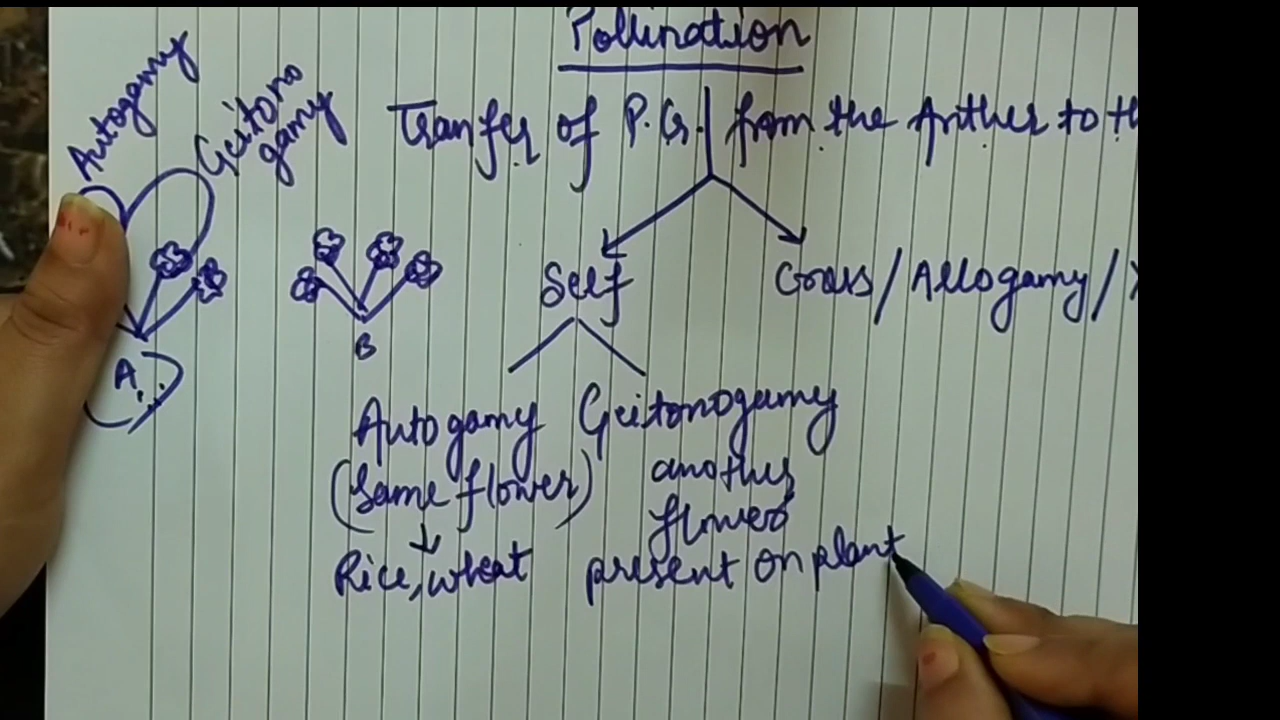 Pollination
Autogamy
Geitono
gamy
Tranfer of P.G. from the Anther to th
Self
Cross / Allogamy / X
A
B
Autogamy Geitonogamy
(Same flower) another
flower
Rice, wheat present on plant